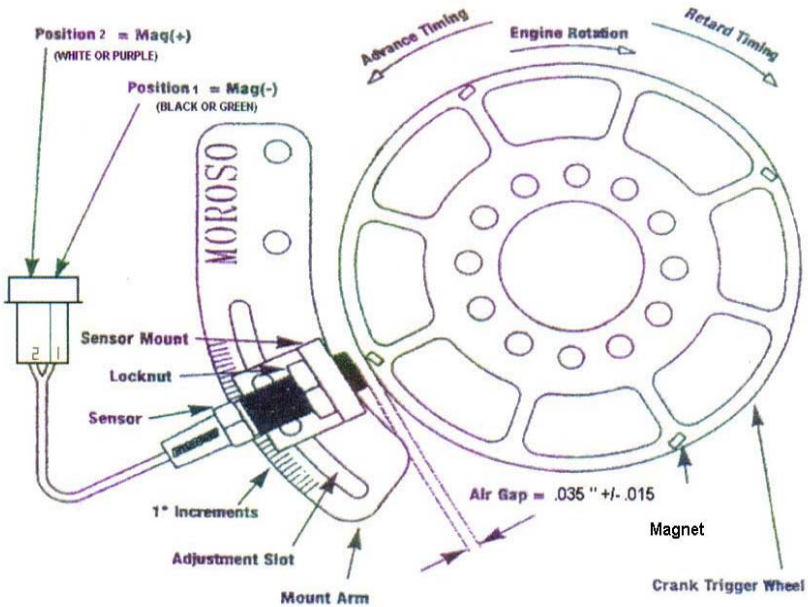 Position 2 = Mag(+)
(WHITE OR PURPLE)
Position 1 = Mag(-)
(BLACK OR GREEN)
Advance Timing
Engine Rotation
Retard Timing
MOROSO
2 1
Sensor Mount
Locknut
Sensor
1° Increments
Adjustment Slot
Mount Arm
Air Gap = .035 " +/- .015
Magnet
Crank Trigger Wheel